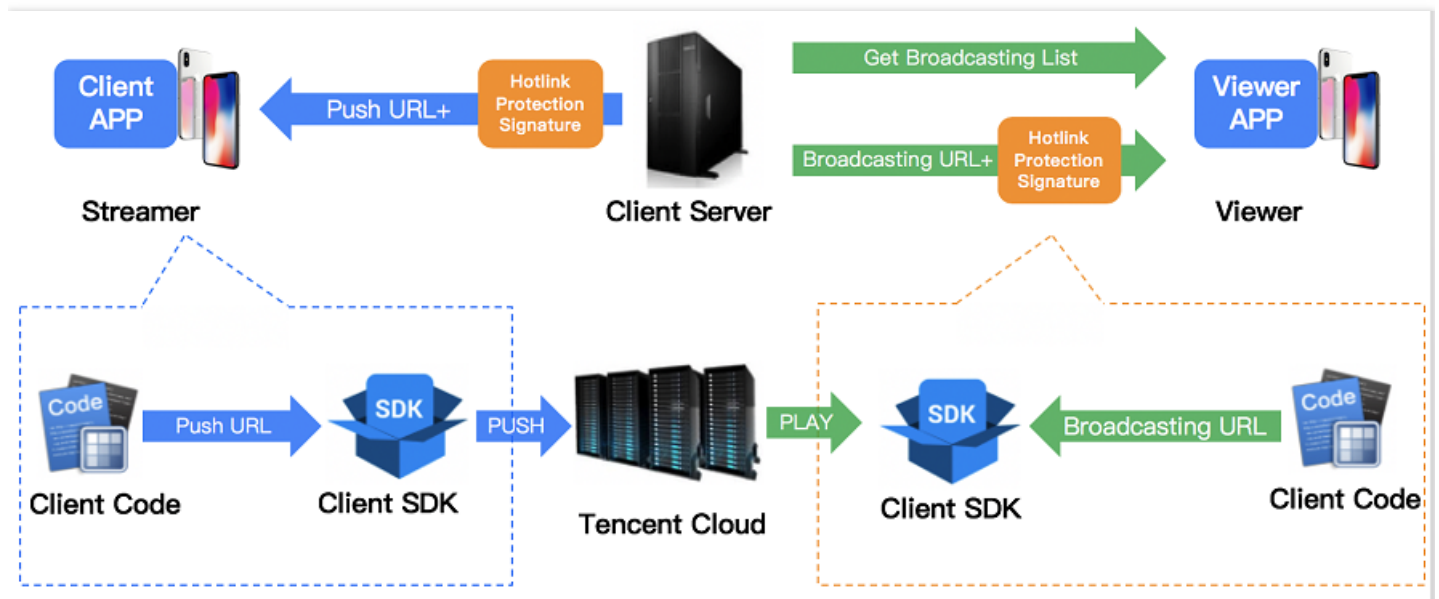 Client
APP
Push URL+
Hotlink
Protection
Signature
Get Broadcasting List
Broadcasting URL+
Hotlink
Protection
Signature
Viewer
APP
Streamer
Client Server
Viewer
Code
Push URL
SDK
PUSH
PLAY
SDK
Broadcasting URL
Code
Client Code
Client SDK
Tencent Cloud
Client SDK
Client Code